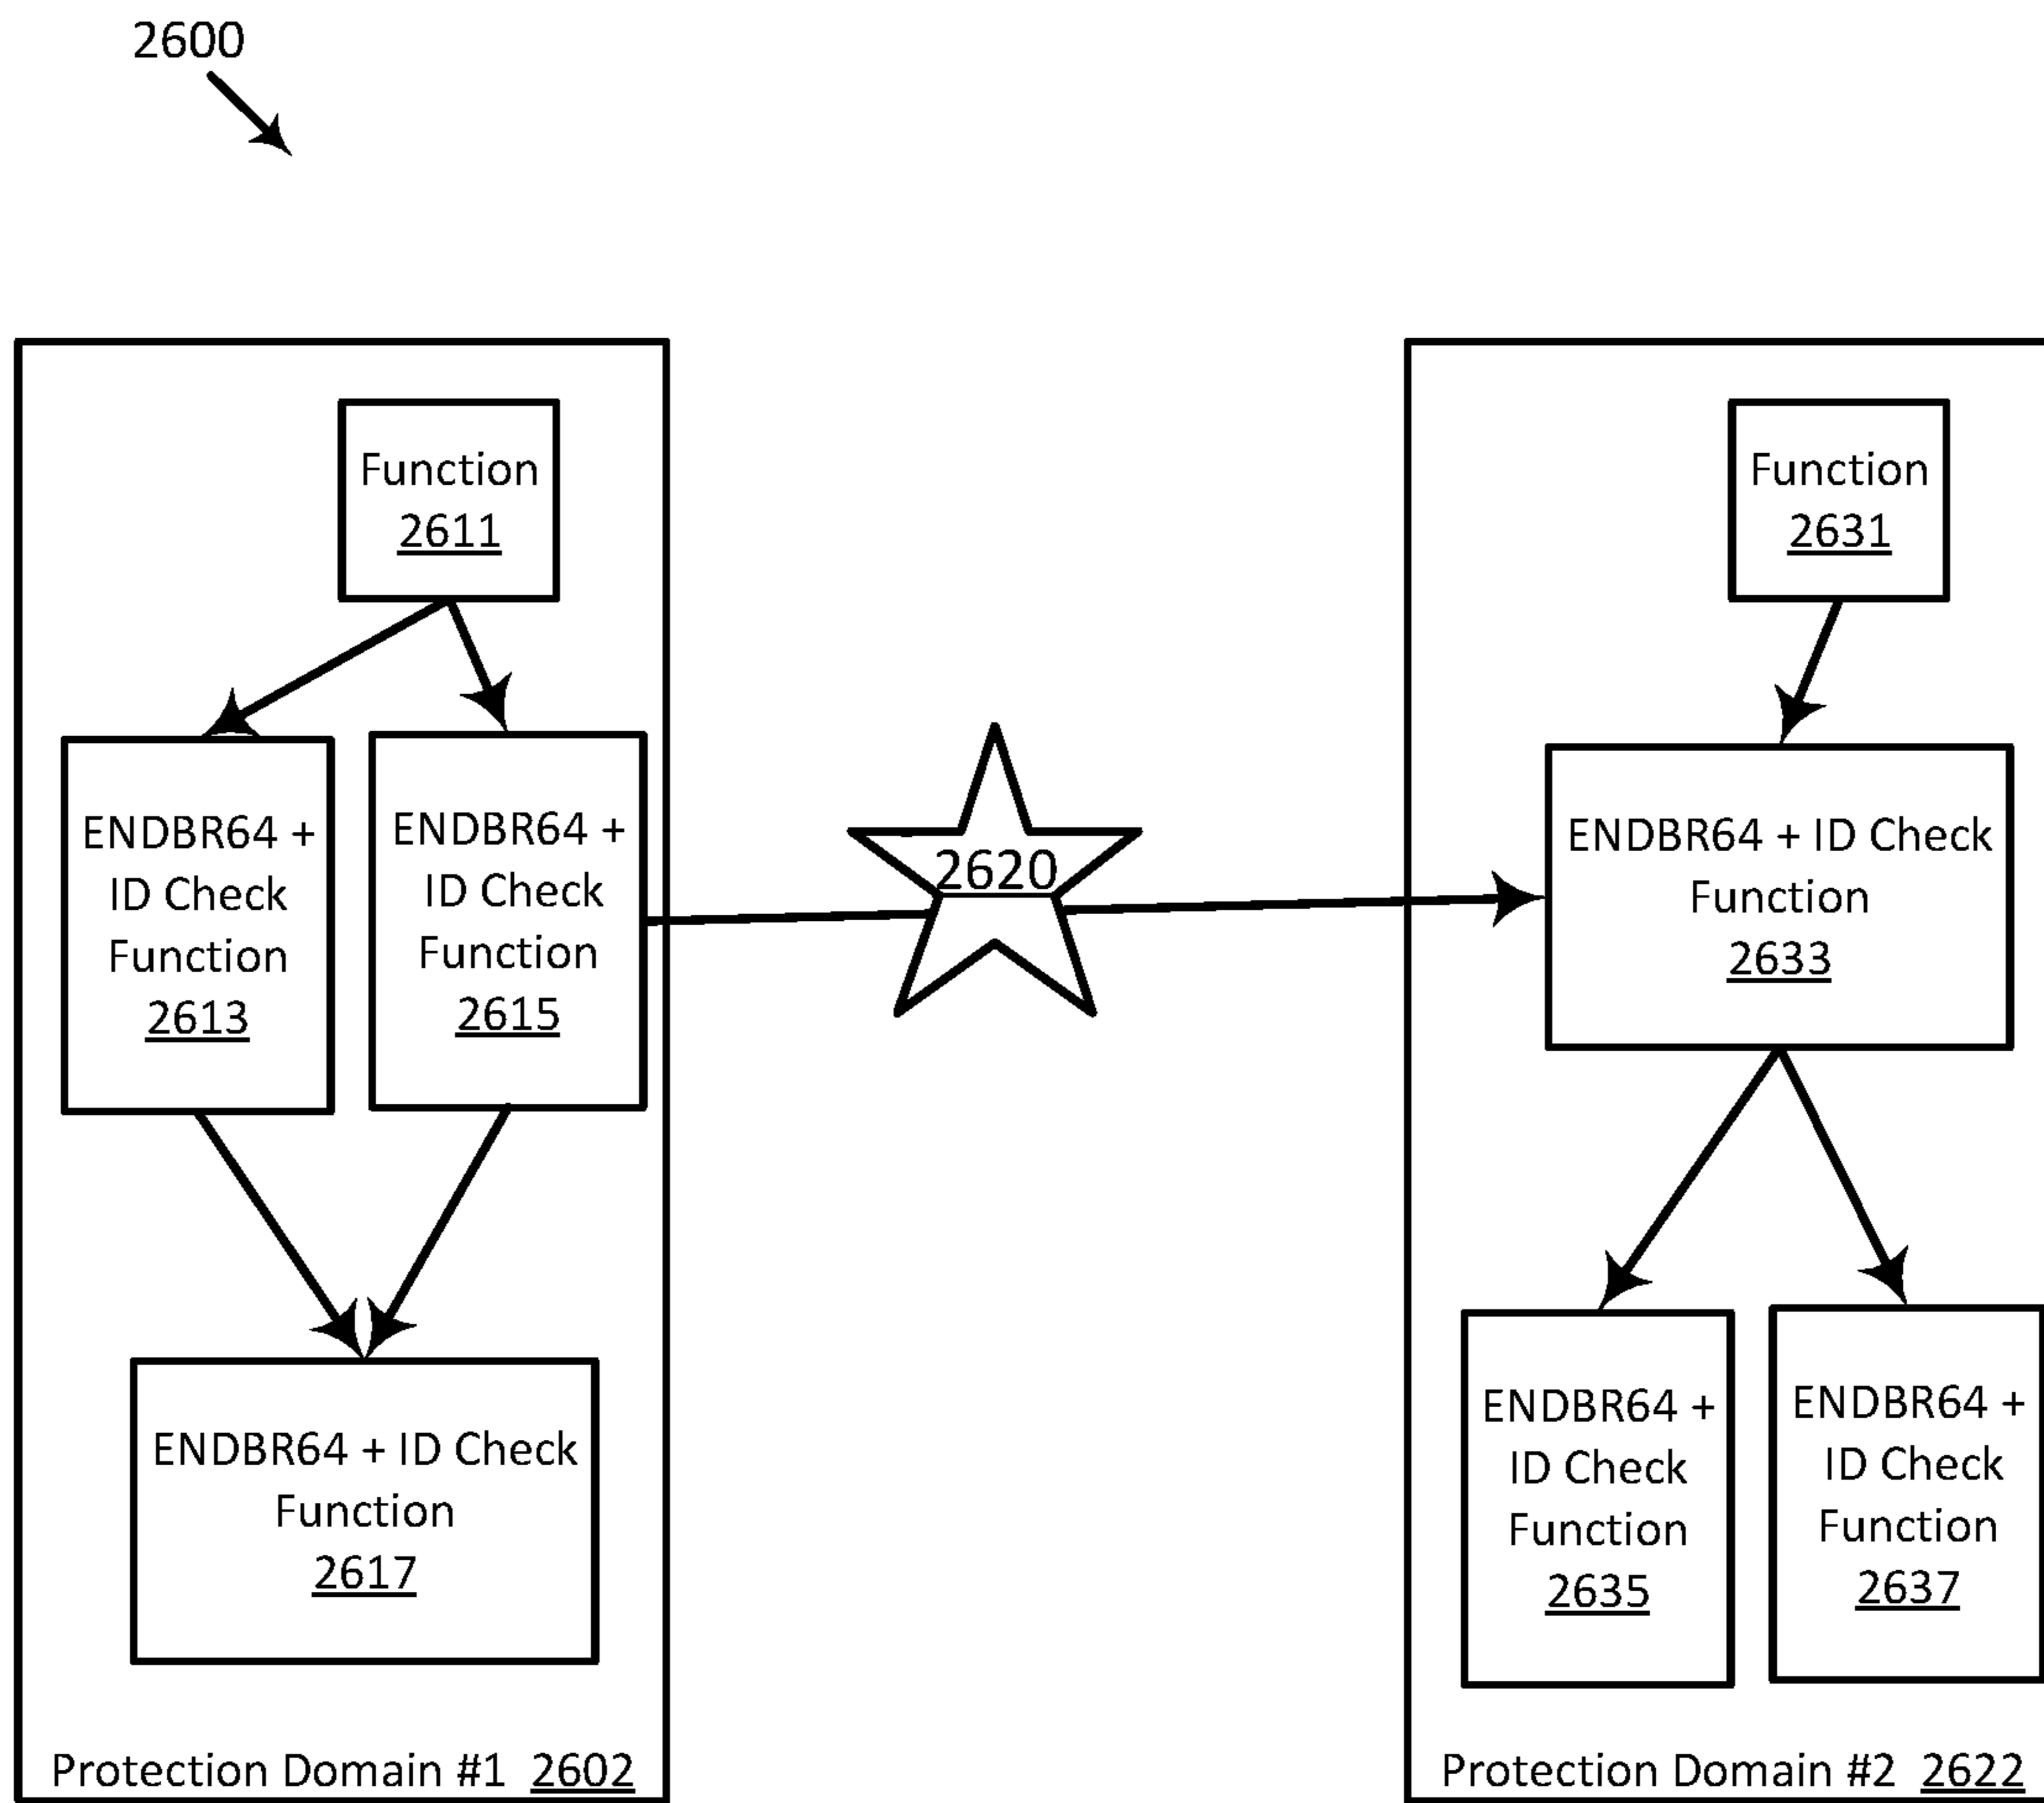 2600
Function
2611
ENDBR64 +
ID Check
Function
2613
ENDBR64 +
ID Check
Function
2615
ENDBR64 + ID Check
Function
2617
Protection Domain #1 2602
2620
Function
2631
ENDBR64 + ID Check
Function
2633
ENDBR64 +
ID Check
Function
2635
ENDBR64 +
ID Check
Function
2637
Protection Domain #2 2622